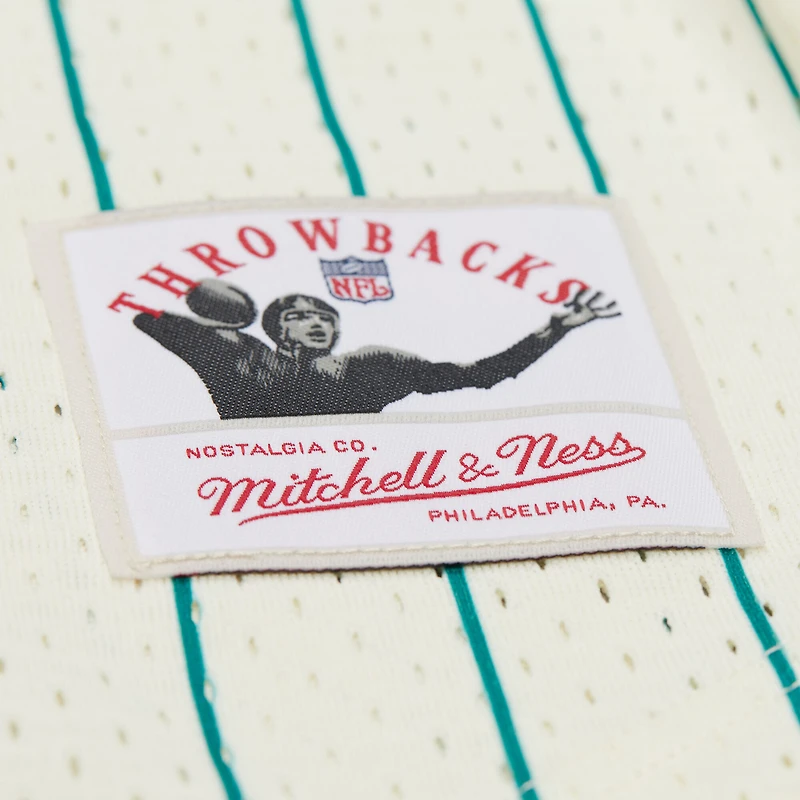 THROWBACKS
NFL
NOSTALGIA CO.
Mitchell & Ness
PHILADELPHIA, PA.